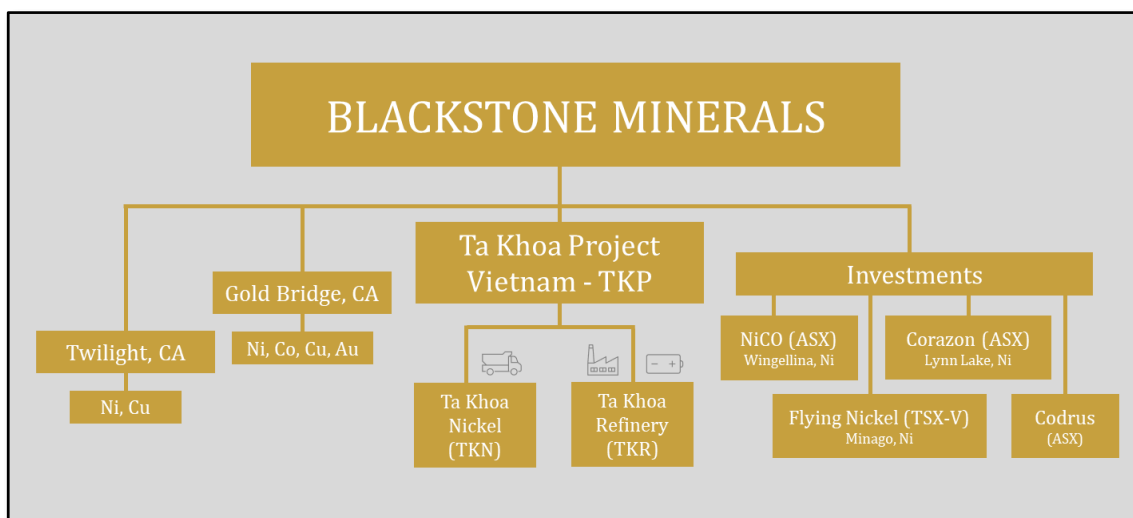 BLACKSTONE MINERALS
Twilight, CA
Ni, Cu
Gold Bridge, CA
Ni, Co, Cu, Au
Ta Khoa Project
Vietnam - TKP
Ta Khoa
Nickel
(TKN)
- +
Ta Khoa
Refinery
(TKR)
Investments
NiCO (ASX)
Wingellina, Ni
Flying Nickel (TSX-V)
Minago, Ni
Corazon (ASX)
Lynn Lake, Ni
Codrus
(ASX)